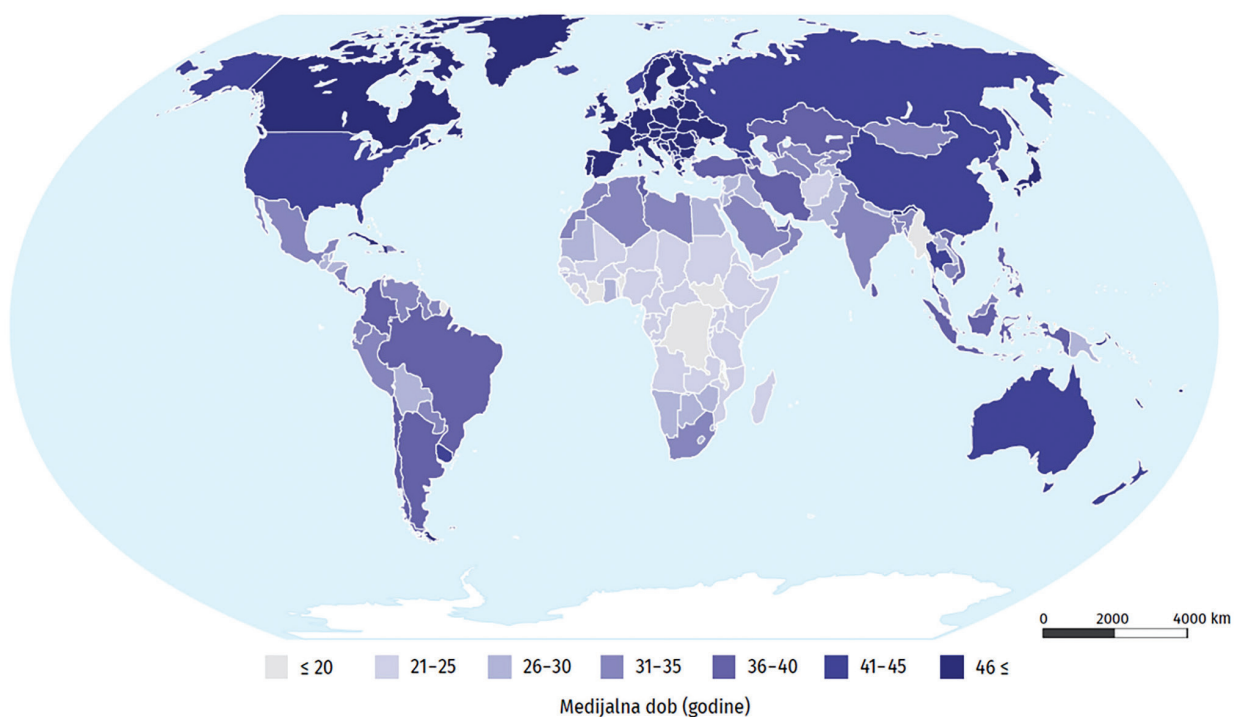 0 2000 4000 km
≤ 20 21–25 26–30 31–35 36–40 41–45 46 ≤
Medijalna dob (godine)